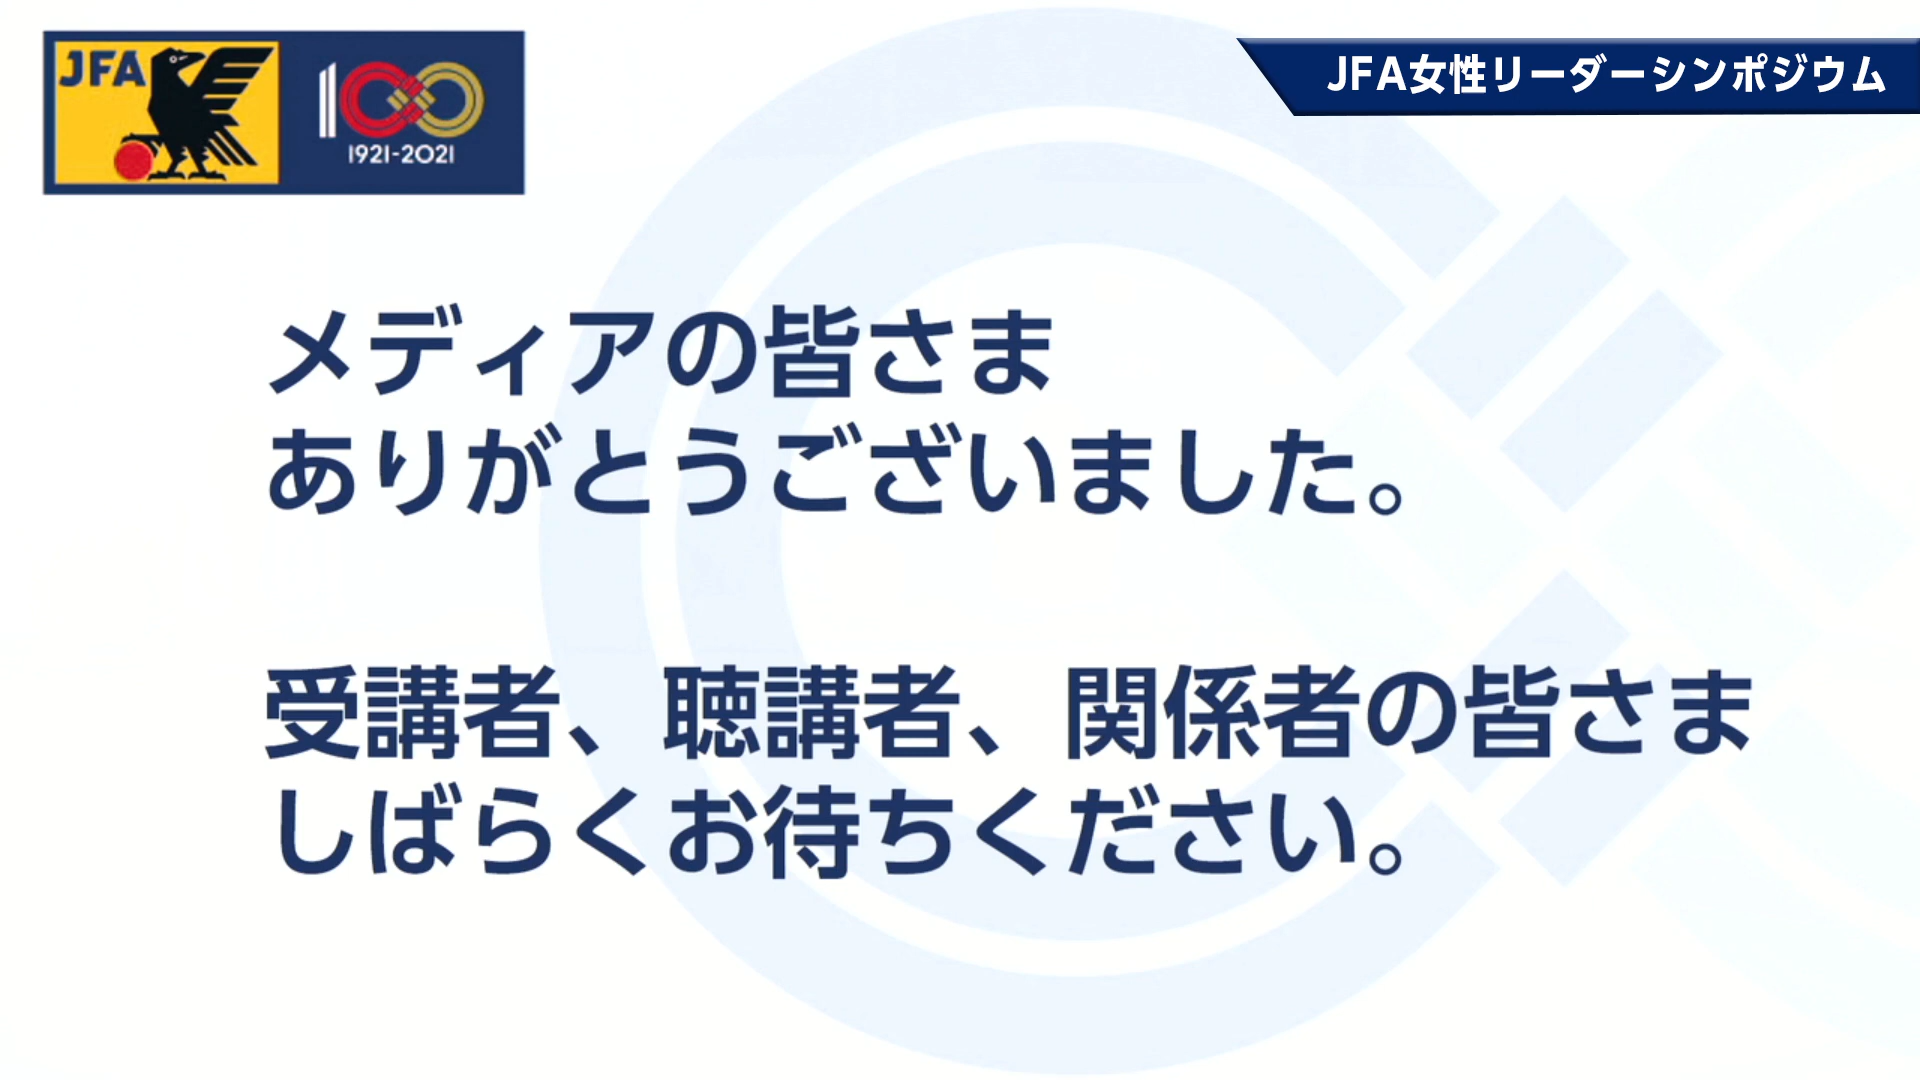 JFA
100
1921-2021
JFA女性リーダーシンポジウム
メディアの皆さま
ありがとうございました。
受講者、聴講者、関係者の皆さま
しばらくお待ちください。